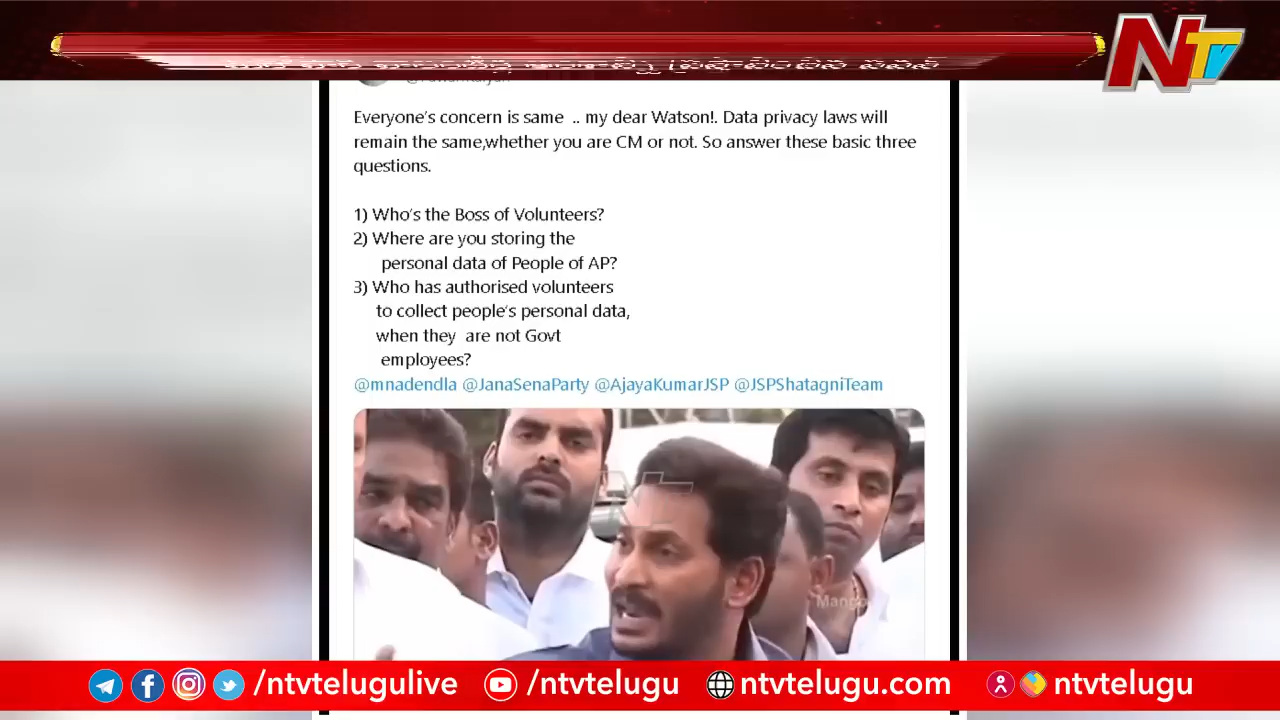 NTV
Everyone's concern is same .. my dear Watson!. Data privacy laws will
remain the same,whether you are CM or not. So answer these basic three
questions.
1) Who's the Boss of Volunteers?
2) Where are you storing the
personal data of People of AP?
3) Who has authorised volunteers
to collect people's personal data,
when they are not Govt
employees?
@mnadendla @JanaSenaParty @AjayaKumarJSP @JSPShatagniTeam
Mango
/ntvtelugulive /ntvtelugu ntvtelugu.com ntvtelugu